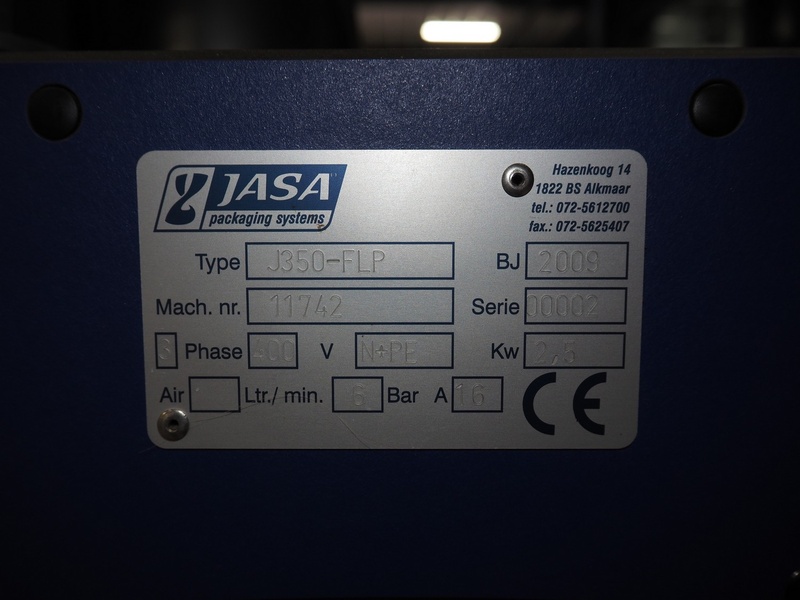 JASA
packaging systems
Hazenkoog 14
1822 BS Alkmaar
tel.: 072-5612700
fax.: 072-5625407
Type J350-FLP BJ 2009
Mach. nr. 11742 Serie 00002
3 Phase 400 V N+PE Kw 2,5
Air Ltr./ min. 6 Bar A 16
CE